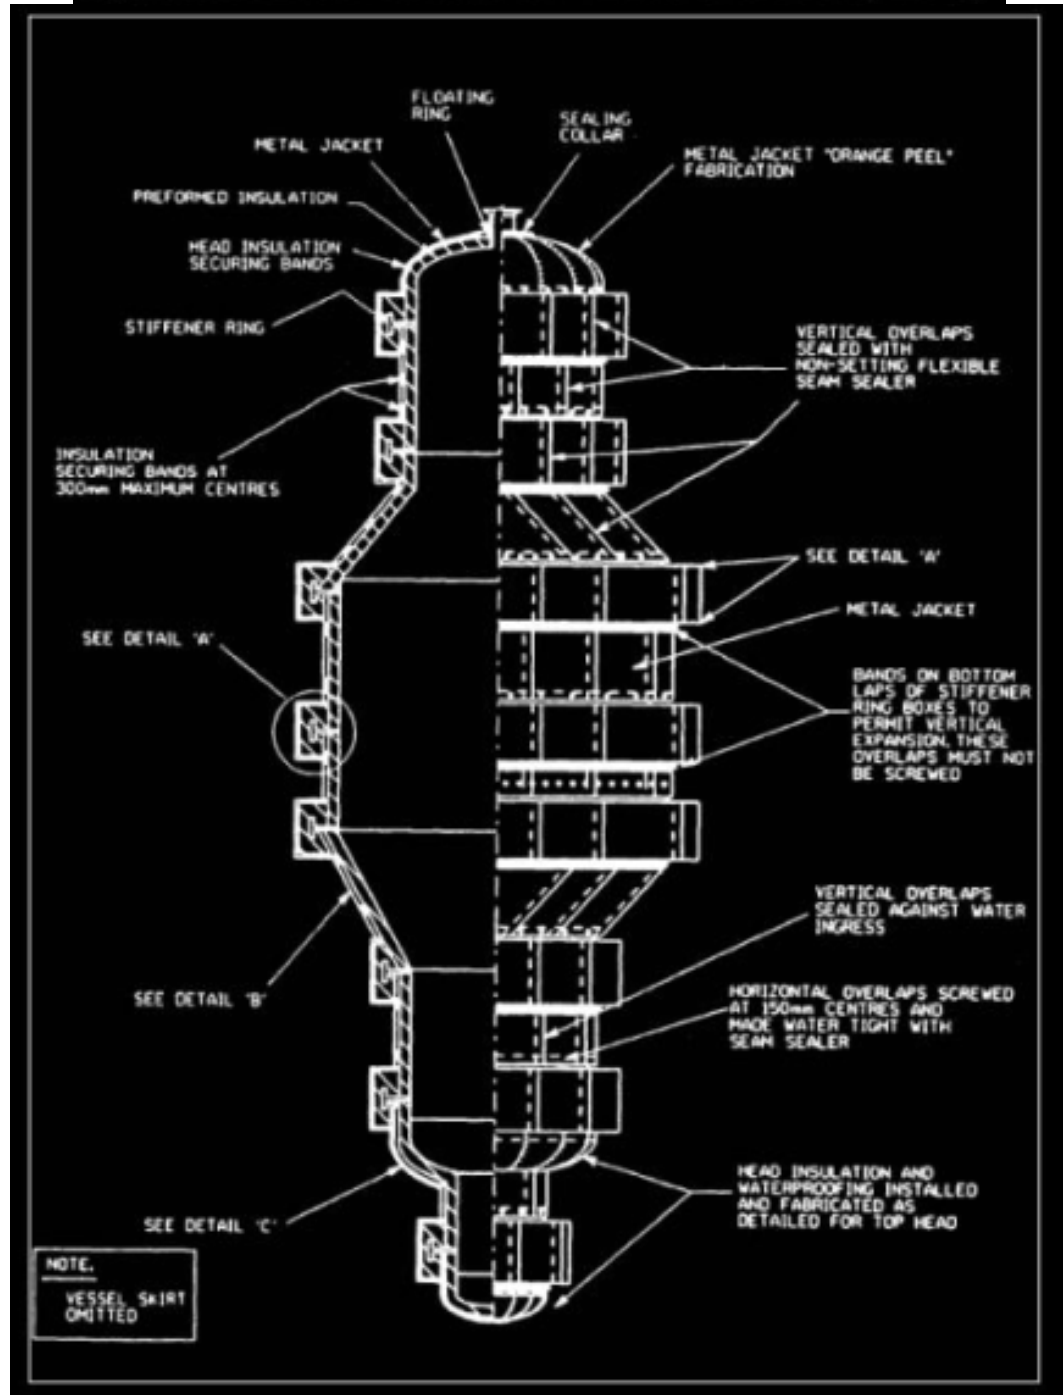 FLOATING
RING
SEALING
COLLAR
METAL JACKET
METAL JACKET "ORANGE PEEL"
FABRICATION
PREFORMED INSULATION
HEAD INSULATION
SECURING BANDS
STIFFENER RING
VERTICAL OVERLAPS
SEALED WITH
NON-SETTING FLEXIBLE
SEAM SEALER
INSULATION
SECURING BANDS AT
300mm MAXIMUM CENTRES
SEE DETAIL 'A'
METAL JACKET
SEE DETAIL 'A'
BANDS ON BOTTOM
LAPS OF STIFFENER
RING BOXES TO
PERMIT VERTICAL
EXPANSION, THESE
OVERLAPS MUST NOT
BE SCREWED
VERTICAL OVERLAPS
SEALED AGAINST WATER
INGRESS
SEE DETAIL 'B'
HORIZONTAL OVERLAPS SCREWED
AT 150mm CENTRES AND
MADE WATER TIGHT WITH
SEAM SEALER
HEAD INSULATION AND
WATERPROOFING INSTALLED
AND FABRICATED AS
DETAILED FOR TOP HEAD
SEE DETAIL 'C'
NOTE.
VESSEL SKIRT
OMITTED